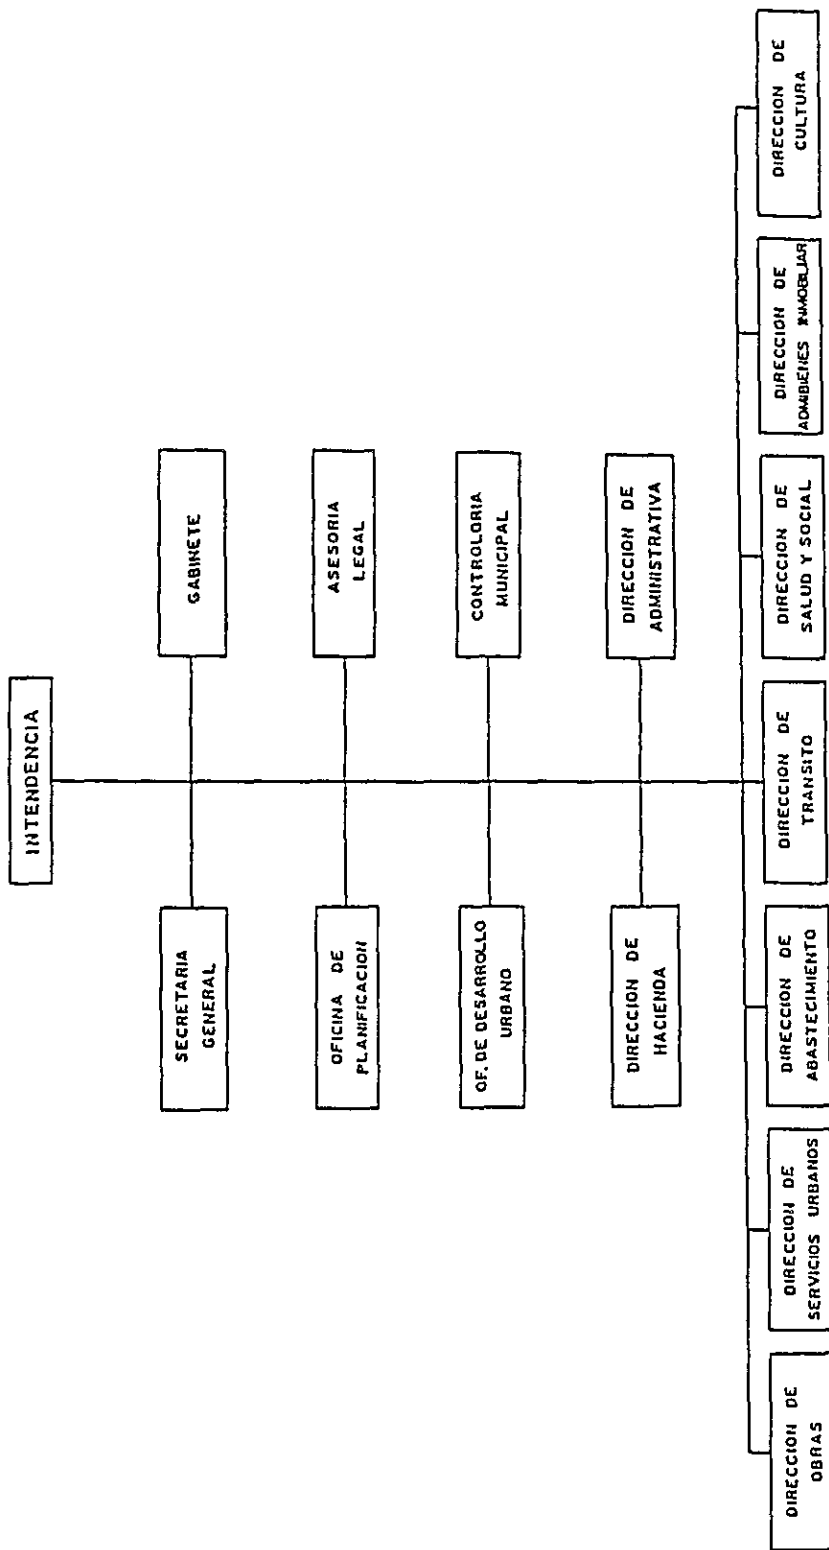 INTENDENCIA
SECRETARIA
GENERAL
GABINETE
OFICINA DE
PLANIFICACION
ASESORIA
LEGAL
OF. DE DESARROLLO
URBANO
CONTROLORIA
MUNICIPAL
DIRECCION DE
HACIENDA
DIRECCION DE
ADMINISTRATIVA
DIRECCION DE
OBRAS
DIRECCION DE
SERVICIOS URBANOS
DIRECCION DE
ABASTECIMIENTO
DIRECCION DE
TRANSITO
DIRECCION DE
SALUD Y SOCIAL
DIRECCION DE
ADMIBIENES INMOBILIAR
DIRECCION DE
CULTURA